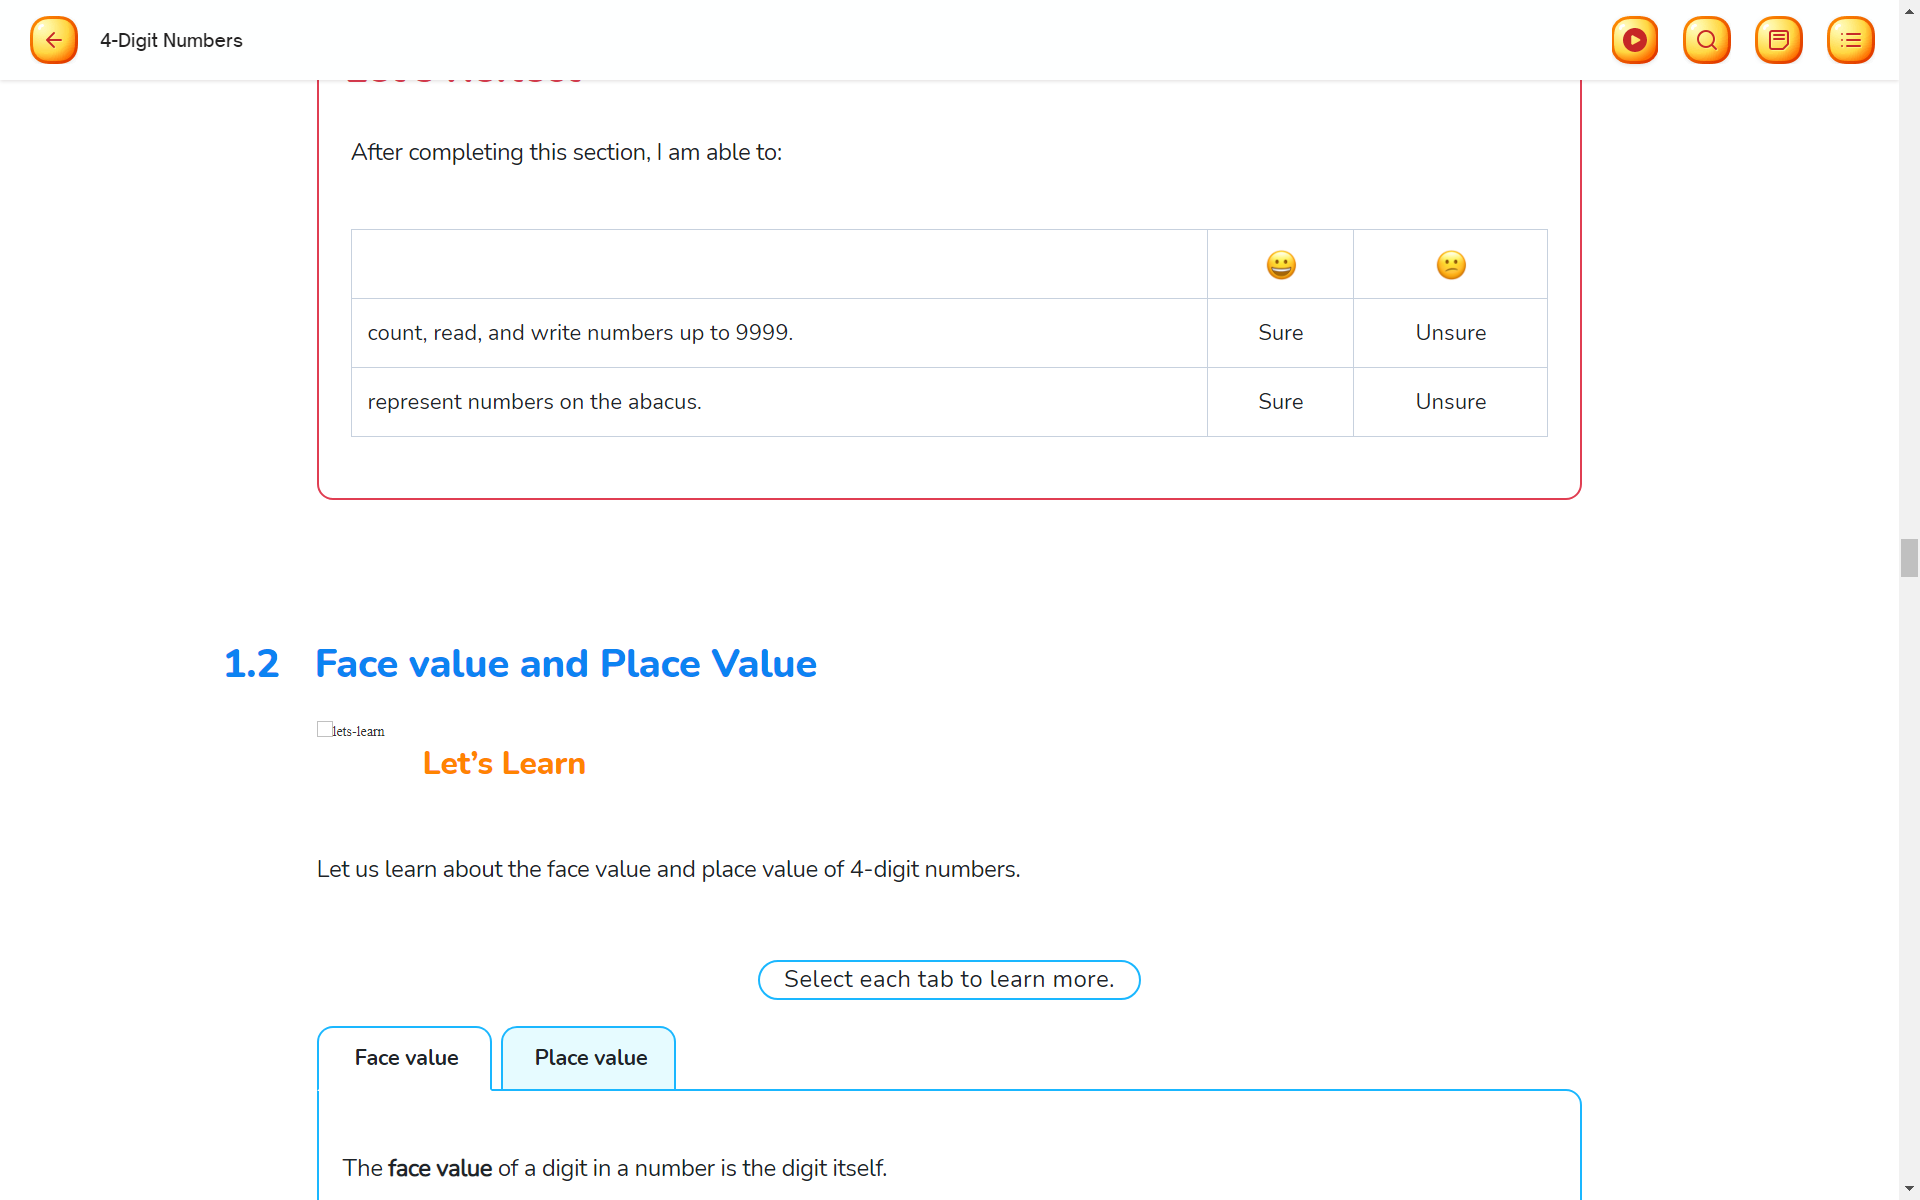 4-Digit Numbers
After completing this section, I am able to:
count, read, and write numbers up to 9999.
Sure
Unsure
represent numbers on the abacus.
Sure
Unsure
1.2 Face value and Place Value
lets-learn
Let’s Learn
Let us learn about the face value and place value of 4-digit numbers.
Select each tab to learn more.
Face value
Place value
The face value of a digit in a number is the digit itself.